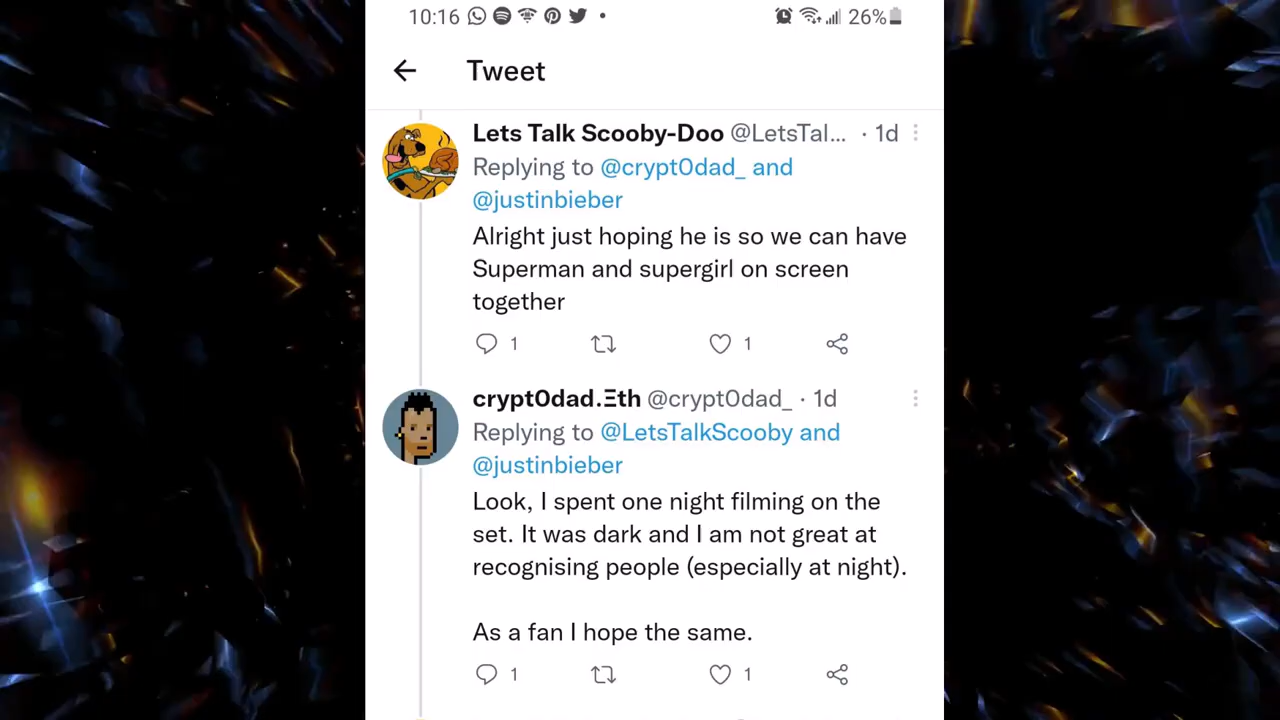 10:16 26%
Tweet
Lets Talk Scooby-Doo @LetsTal... · 1d
Replying to @crypt0dad_ and
@justinbieber
Alright just hoping he is so we can have
Superman and supergirl on screen
together
1 1
crypt0dad.Ξth @crypt0dad_ · 1d
Replying to @LetsTalkScooby and
@justinbieber
Look, I spent one night filming on the
set. It was dark and I am not great at
recognising people (especially at night).
As a fan I hope the same.
1 1